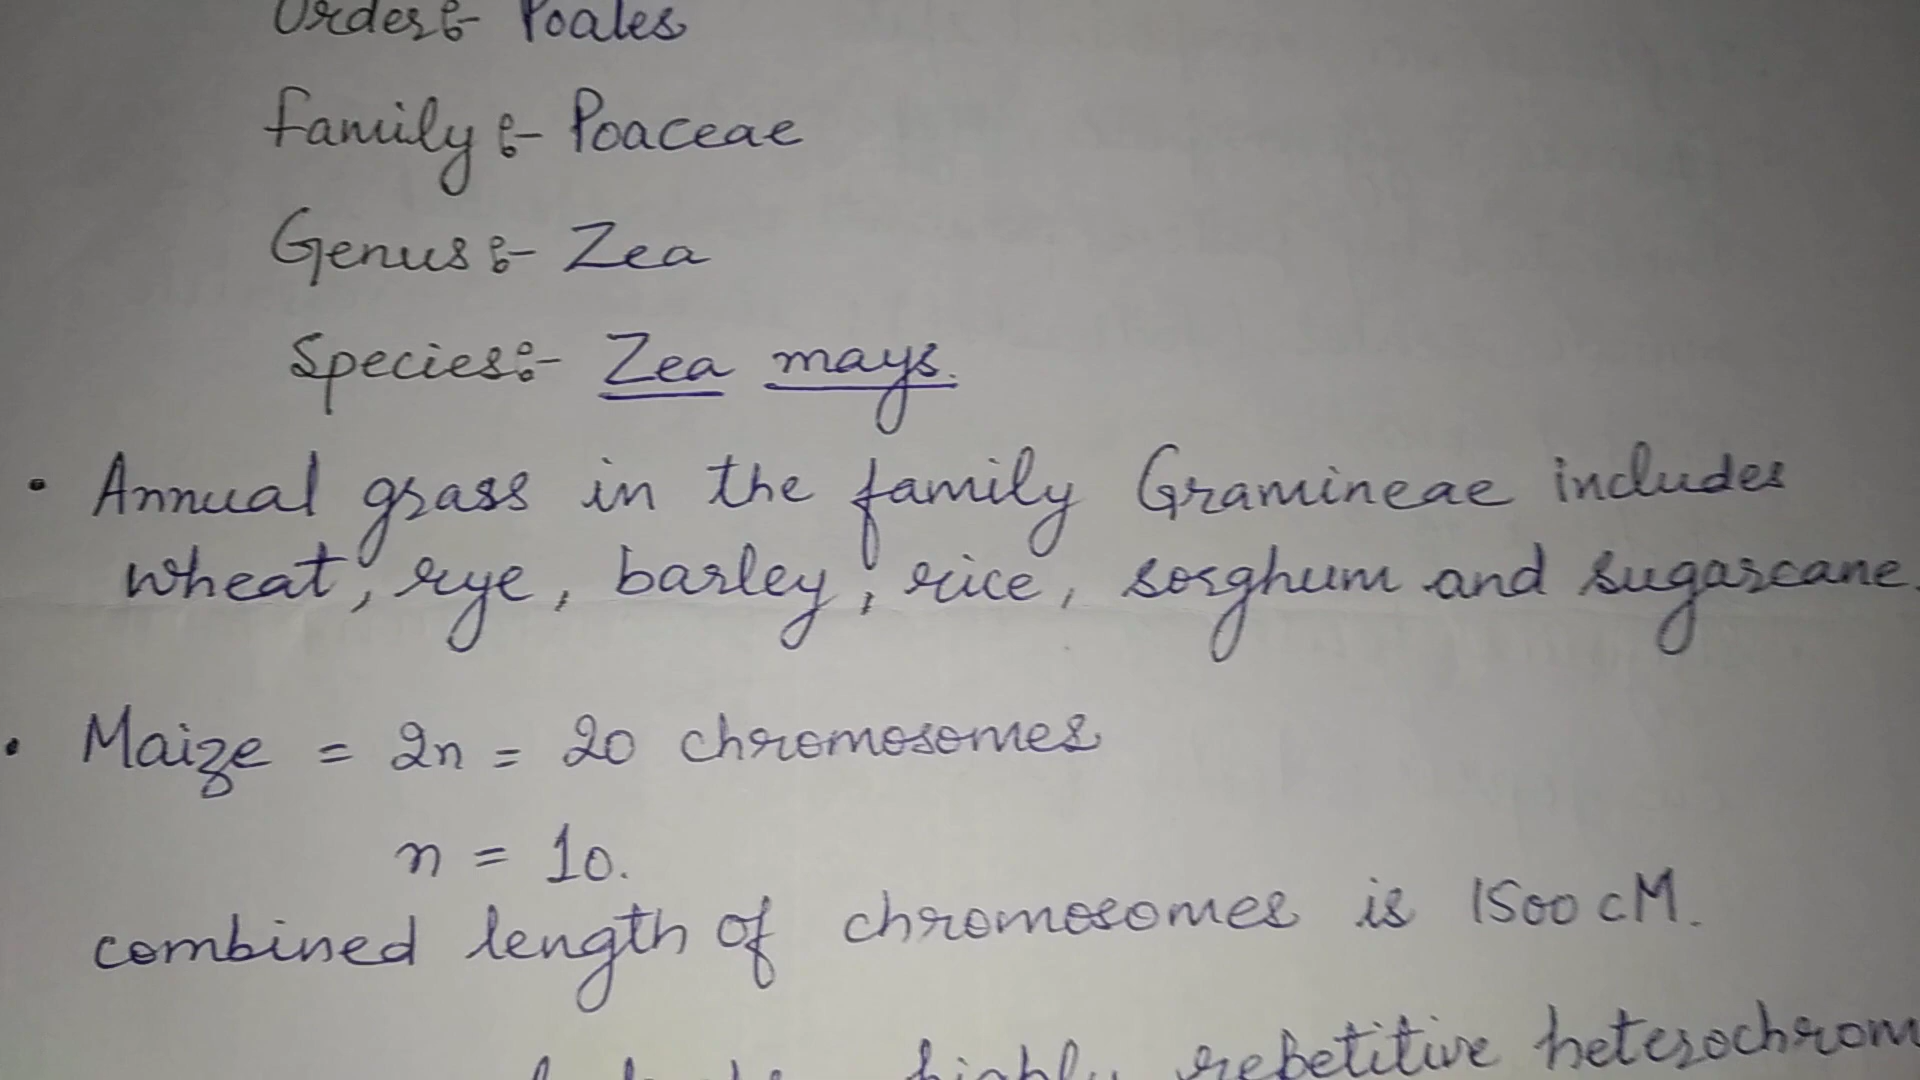 Order:- Poales
Family:- Poaceae
Genus:- Zea
Species:- Zea mays.
• Annual grass in the family Gramineae includes
wheat, rye, barley, rice, sorghum and sugarcane.
• Maize = 2n = 20 chromosomes
n = 10.
combined length of chromosomes is 1500 cM.
highly repetitive heterochrom